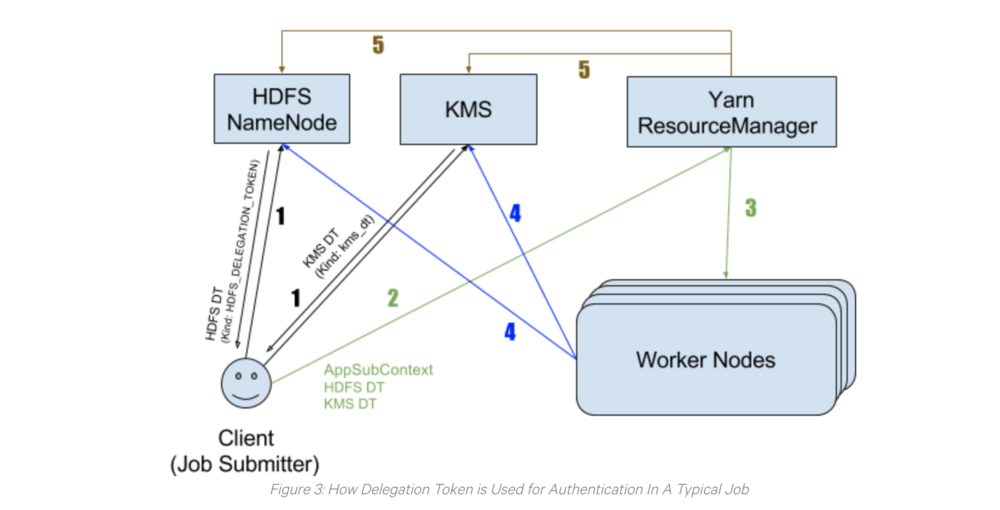 5
5
HDFS
NameNode
KMS
Yarn
ResourceManager
HDFS DT
(Kind: HDFS_DELEGATION_TOKEN)
1
KMS DT
(Kind: kms_dt)
1
4
3
2
4
AppSubContext
HDFS DT
KMS DT
Worker Nodes
Client
(Job Submitter)
Figure 3: How Delegation Token is Used for Authentication In A Typical Job